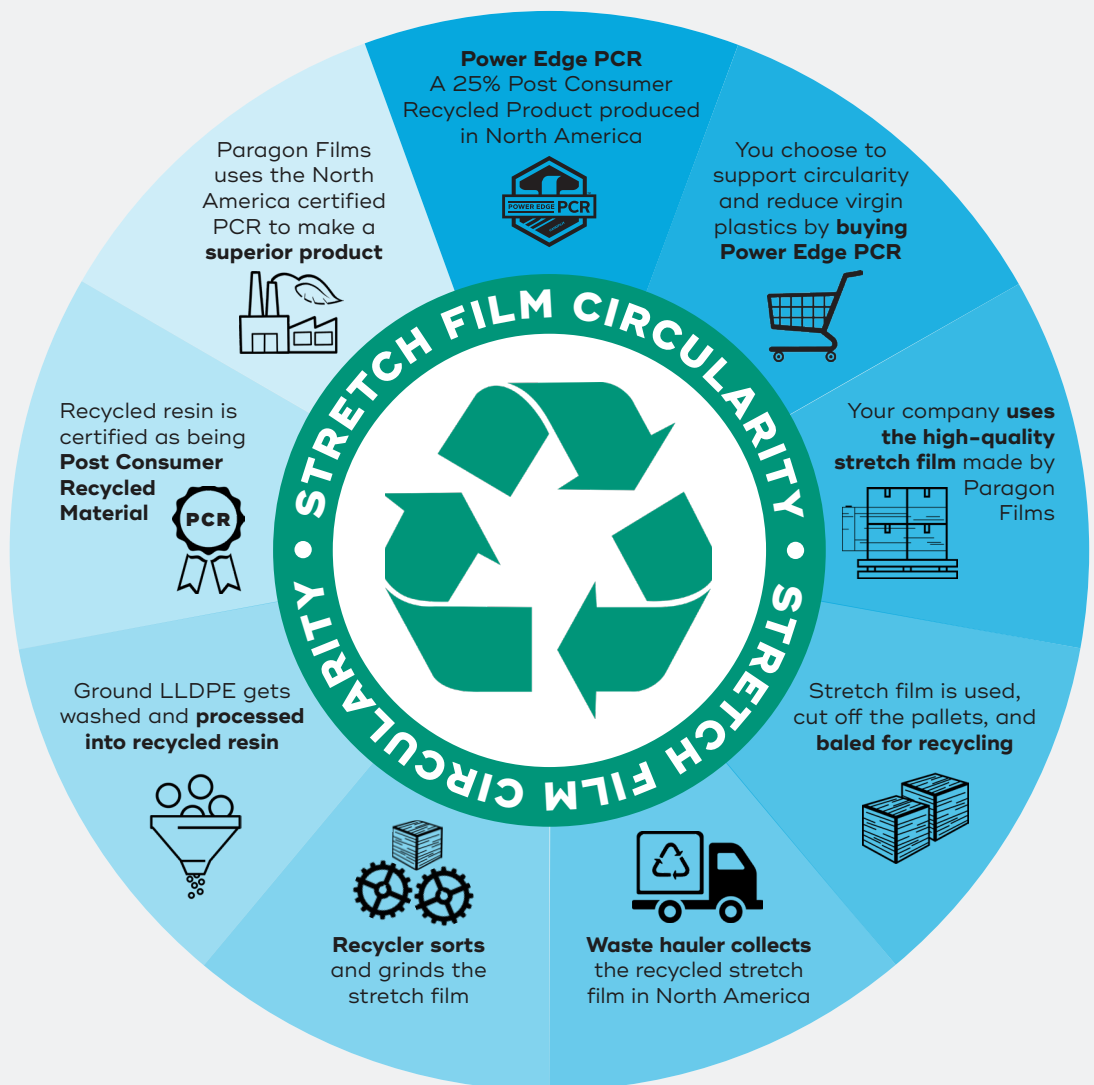 Power Edge PCR
A 25% Post Consumer
Recycled Product produced
in North America
POWER EDGE PCR
You choose to
support circularity
and reduce virgin
plastics by buying
Power Edge PCR
Your company uses
the high-quality
stretch film made by
Paragon
Films
Stretch film is used,
cut off the pallets, and
baled for recycling
Waste hauler collects
the recycled stretch
film in North America
Recycler sorts
and grinds the
stretch film
Ground LLDPE gets
washed and processed
into recycled resin
Recycled resin is
certified as being
Post Consumer
Recycled
Material
PCR
Paragon Films
uses the North
America certified
PCR to make a
superior product
STRETCH FILM CIRCULARITY •
STRETCH FILM CIRCULARITY •